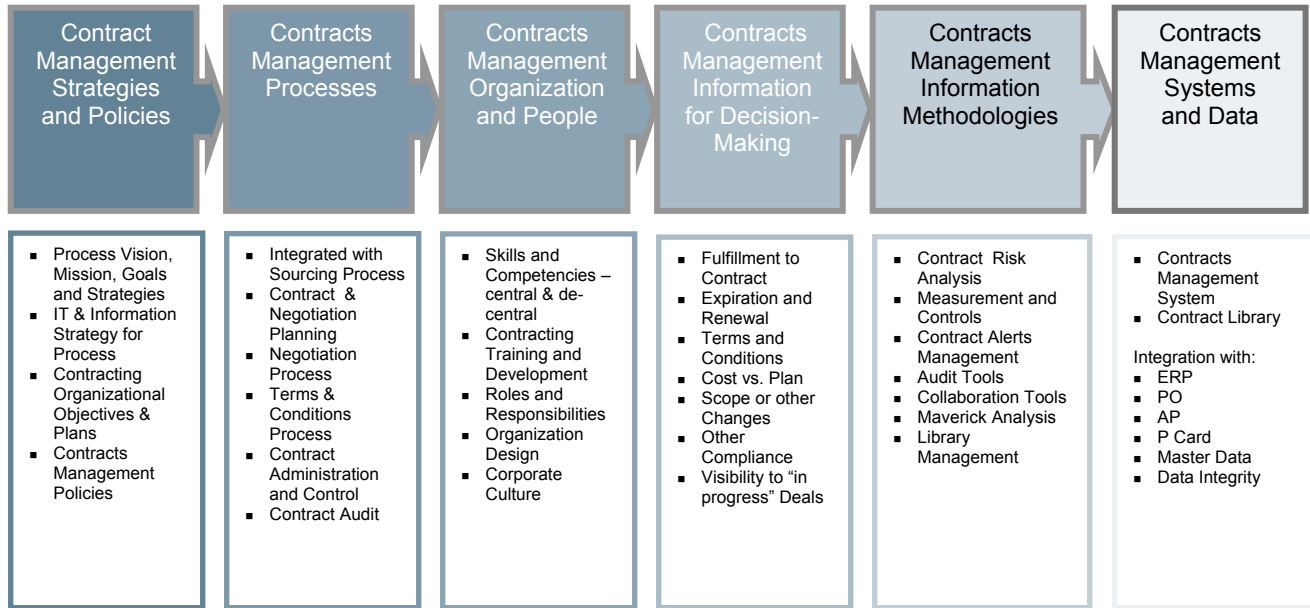 Contract
Management
Strategies
and Policies
Contracts
Management
Processes
Contracts
Management
Organization
and People
Contracts
Management
Information
for Decision-
Making
Contracts
Management
Information
Methodologies
Contracts
Management
Systems
and Data
▪ Process Vision,
Mission, Goals
and Strategies
▪ IT & Information
Strategy for
Process
▪ Contracting
Organizational
Objectives &
Plans
▪ Contracts
Management
Policies
▪ Integrated with
Sourcing Process
▪ Contract &
Negotiation
Planning
▪ Negotiation
Process
▪ Terms &
Conditions
Process
▪ Contract
Administration
and Control
▪ Contract Audit
▪ Skills and
Competencies –
central & de-
central
▪ Contracting
Training and
Development
▪ Roles and
Responsibilities
▪ Organization
Design
▪ Corporate
Culture
▪ Fulfillment to
Contract
▪ Expiration and
Renewal
▪ Terms and
Conditions
▪ Cost vs. Plan
▪ Scope or other
Changes
▪ Other
Compliance
▪ Visibility to “in
progress” Deals
▪ Contract Risk
Analysis
▪ Measurement and
Controls
▪ Contract Alerts
Management
▪ Audit Tools
▪ Collaboration Tools
▪ Maverick Analysis
▪ Library
Management
▪ Contracts
Management
System
▪ Contract Library
Integration with:
▪ ERP
▪ PO
▪ AP
▪ P Card
▪ Master Data
▪ Data Integrity